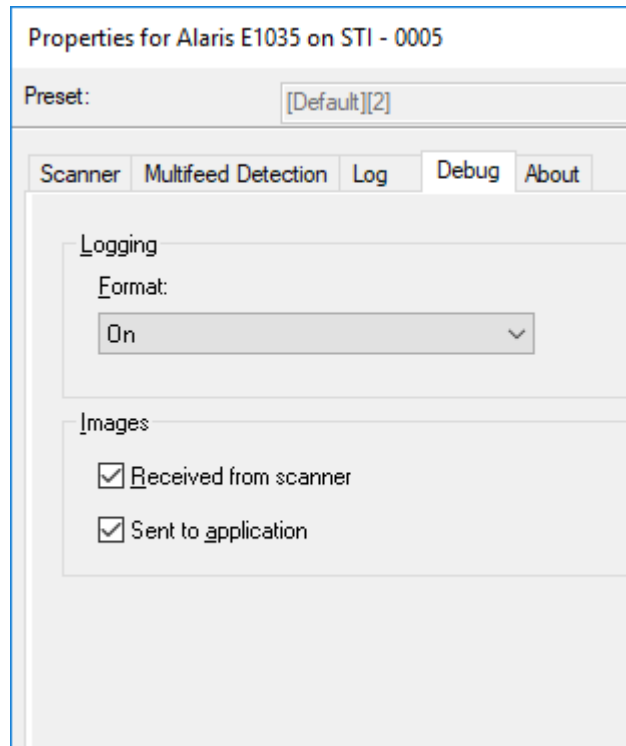 Properties for Alaris E1035 on STI - 0005
Preset: [Default][2]
Scanner Multifeed Detection Log Debug About
Logging
Format:
On
Images
Received from scanner
Sent to application